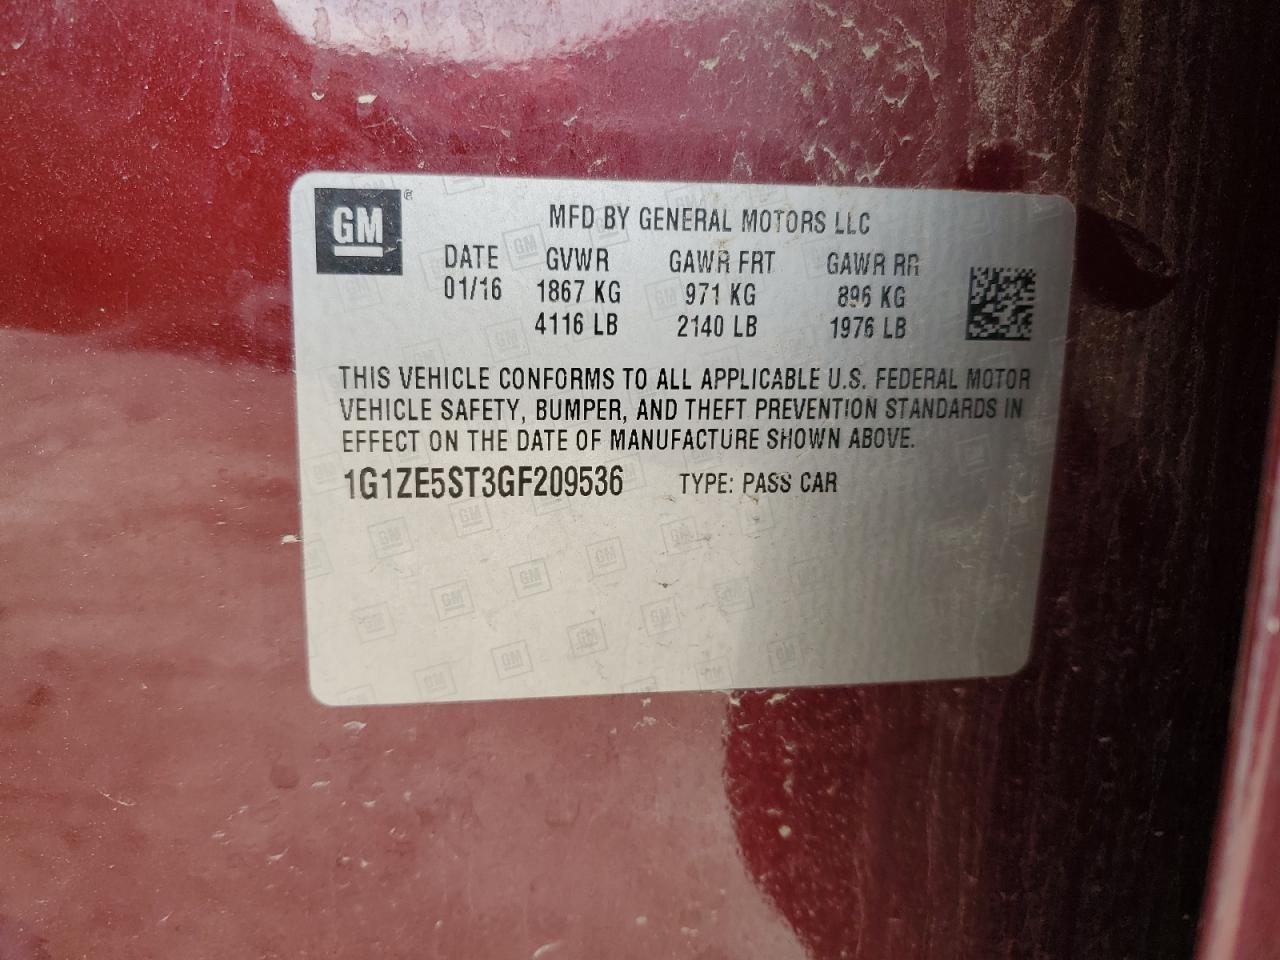 GM®
MFD BY GENERAL MOTORS LLC
DATE GVWR GAWR FRT GAWR RR
01/16 1867 KG 971 KG 896 KG
4116 LB 2140 LB 1976 LB
THIS VEHICLE CONFORMS TO ALL APPLICABLE U.S. FEDERAL MOTOR
VEHICLE SAFETY, BUMPER, AND THEFT PREVENTION STANDARDS IN
EFFECT ON THE DATE OF MANUFACTURE SHOWN ABOVE.
1G1ZE5ST3GF209536 TYPE: PASS CAR